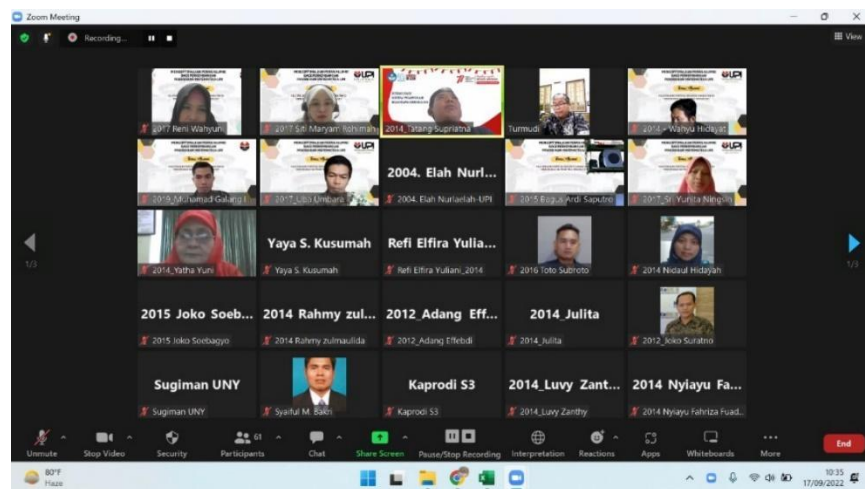 Zoom Meeting
Recording...
View
2017 Reni Wahyuni
2017 Siti Maryam Rohimah
2014_Tatang Supriatna
Turmudi
2014 - Wahyu Hidayat
UPI
2019_Muhamad Galang I
2017_Uba Umbara
2004. Elah Nurl...
2004. Elah Nurlaelah-UPI
2015 Bagus Ardi Saputro
2017_Sri Yunita Ningsih
2014_Yatha Yuni
Yaya S. Kusumah
Yaya S. Kusumah
Refi Elfira Yulia...
Refi Elfira Yuliani_2014
2016 Toto Subroto
2014 Nidaul Hidayah
1/3
1/3
2015 Joko Soeb...
2015 Joko Soebagyo
2014 Rahmy zul...
2014 Rahmy zulmaulida
2012_Adang Eff...
2012_Adang Effebdi
2014_Julita
2014_Julita
2012_Joko Suratno
Sugiman UNY
Sugiman UNY
Syaiful M. Bakri
Kaprodi S3
Kaprodi S3
2014_Luvy Zant...
2014_Luvy Zanthy
2014 Nyiayu Fa...
2014 Nyiayu Fahriza Fuad...
Unmute
Stop Video
Security
61
Participants
Chat
Share Screen
Pause/Stop Recording
Interpretation
Reactions
Apps
Whiteboards
More
End
80°F
Haze
10:35
17/09/2022